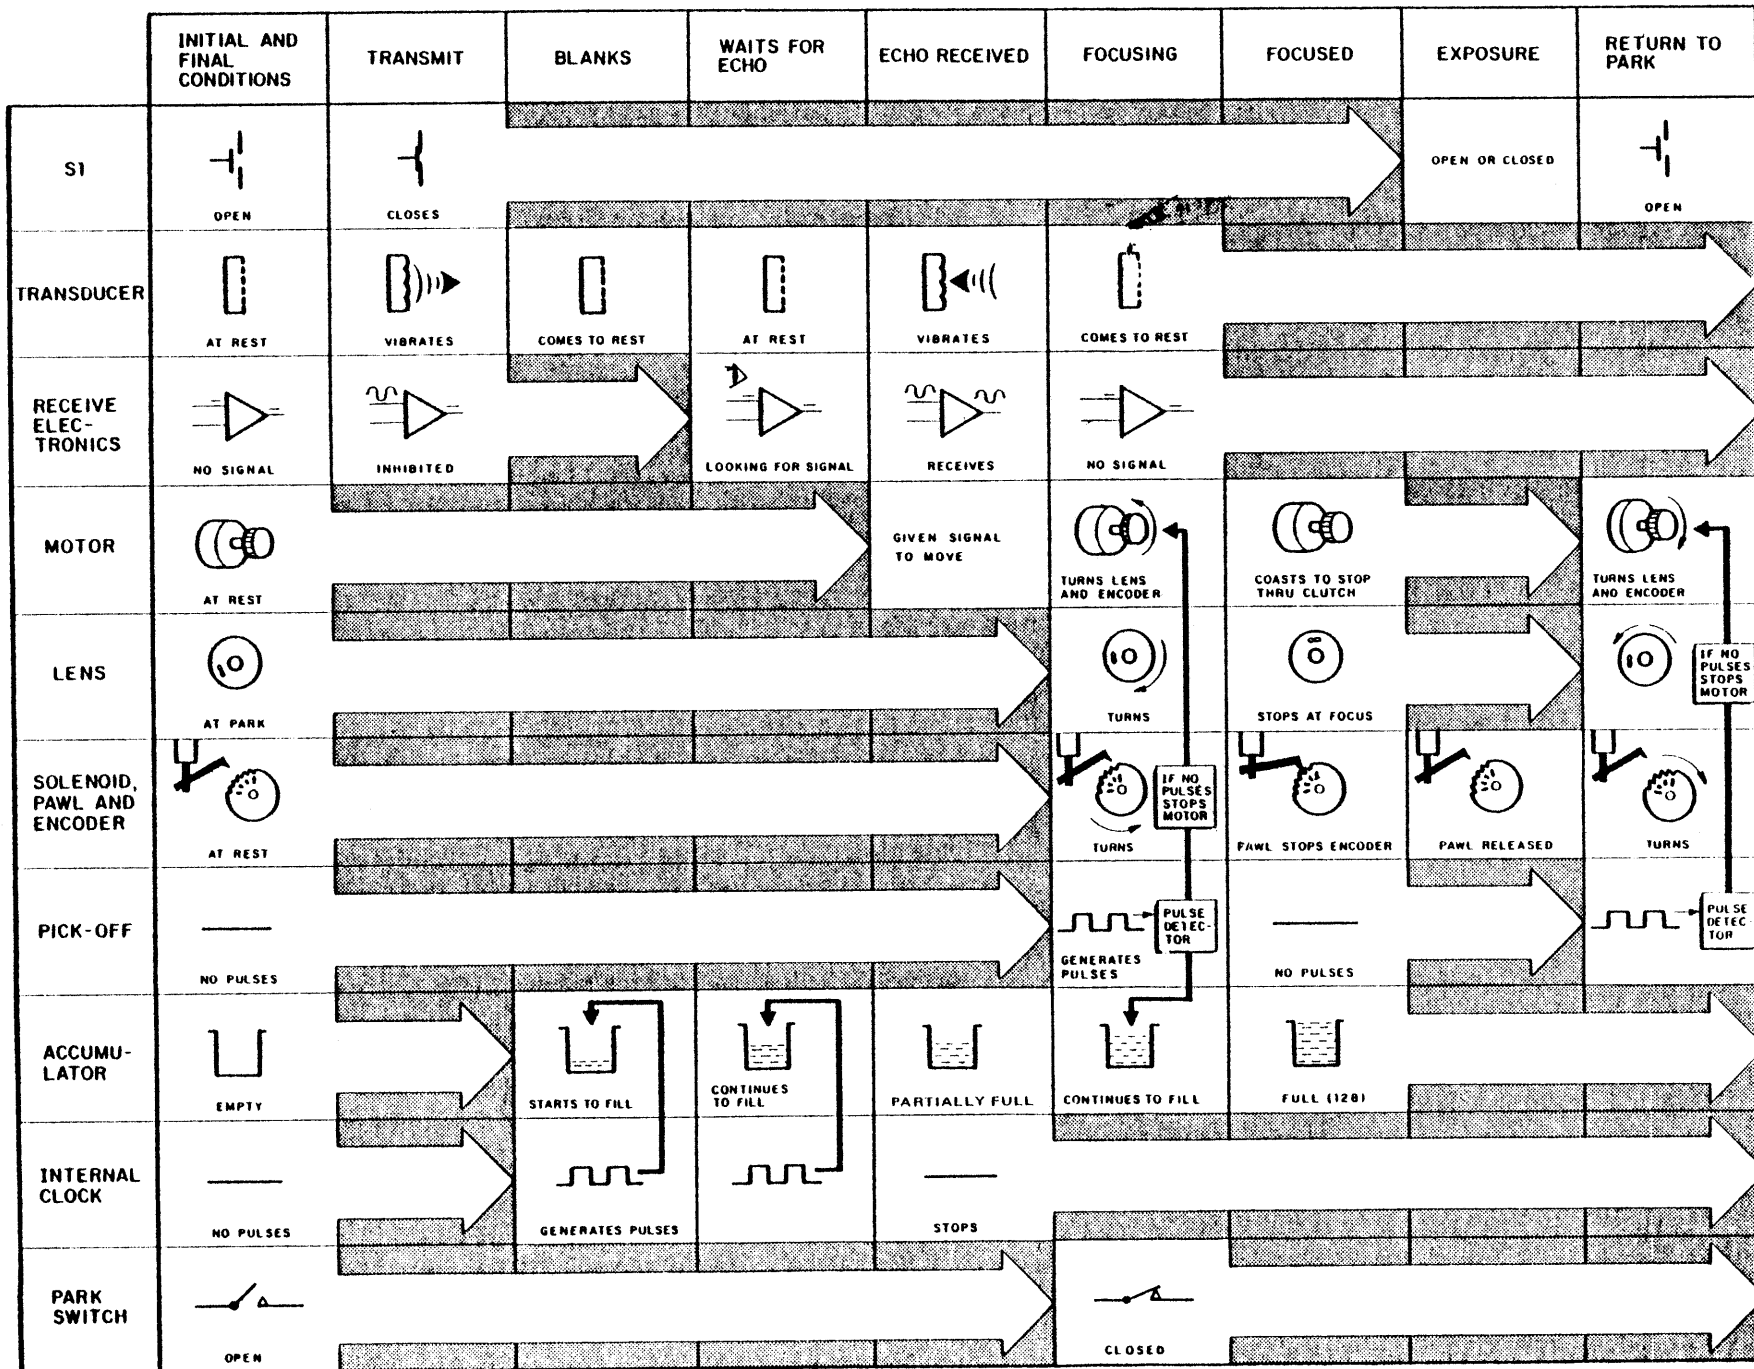 INITIAL AND
FINAL
CONDITIONS
TRANSMIT
BLANKS
WAITS FOR
ECHO
ECHO RECEIVED
FOCUSING
FOCUSED
EXPOSURE
RETURN TO
PARK
S1
OPEN
CLOSES
OPEN OR CLOSED
OPEN
TRANSDUCER
AT REST
VIBRATES
COMES TO REST
AT REST
VIBRATES
COMES TO REST
RECEIVE
ELEC-
TRONICS
NO SIGNAL
INHIBITED
LOOKING FOR SIGNAL
RECEIVES
NO SIGNAL
MOTOR
AT REST
GIVEN SIGNAL
TO MOVE
TURNS LENS
AND ENCODER
COASTS TO STOP
THRU CLUTCH
TURNS LENS
AND ENCODER
LENS
AT PARK
TURNS
STOPS AT FOCUS
IF NO
PULSES
STOPS
MOTOR
SOLENOID,
PAWL AND
ENCODER
AT REST
TURNS
IF NO
PULSES
STOPS
MOTOR
PAWL STOPS ENCODER
PAWL RELEASED
TURNS
PICK-OFF
NO PULSES
GENERATES
PULSES
PULSE
DETEC-
TOR
NO PULSES
PULSE
DETEC-
TOR
ACCUMU-
LATOR
EMPTY
STARTS TO FILL
CONTINUES
TO FILL
PARTIALLY FULL
CONTINUES TO FILL
FULL (128)
INTERNAL
CLOCK
NO PULSES
GENERATES PULSES
STOPS
PARK
SWITCH
OPEN
CLOSED